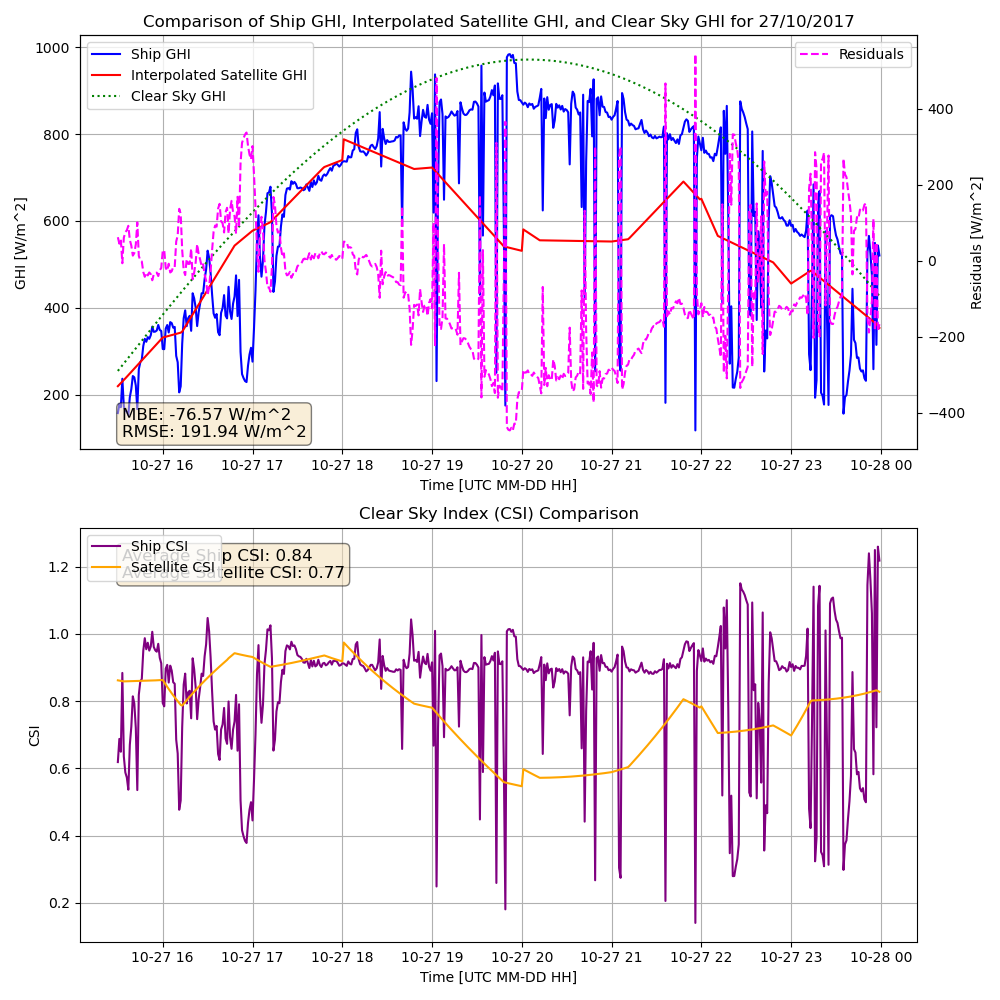 Comparison of Ship GHI, Interpolated Satellite GHI, and Clear Sky GHI for 27/10/2017
Ship GHI
Interpolated Satellite GHI
Clear Sky GHI
Residuals
1000
800
600
400
200
GHI [W/m^2]
400
200
0
−200
−400
Residuals [W/m^2]
MBE: -76.57 W/m^2
RMSE: 191.94 W/m^2
10-27 16
10-27 17
10-27 18
10-27 19
10-27 20
10-27 21
10-27 22
10-27 23
10-28 00
Time [UTC MM-DD HH]
Clear Sky Index (CSI) Comparison
Ship CSI
Satellite CSI
Average Ship CSI: 0.84
Average Satellite CSI: 0.77
1.2
1.0
0.8
0.6
0.4
0.2
CSI
10-27 16
10-27 17
10-27 18
10-27 19
10-27 20
10-27 21
10-27 22
10-27 23
10-28 00
Time [UTC MM-DD HH]